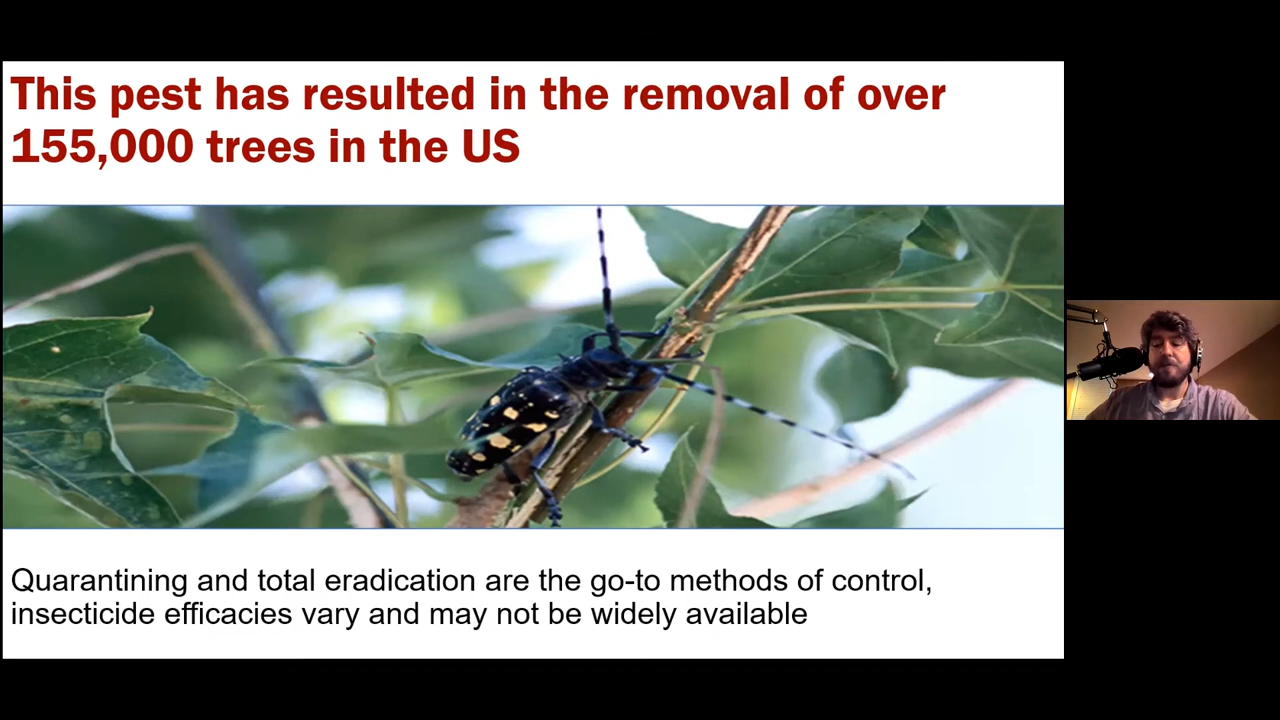 This pest has resulted in the removal of over
155,000 trees in the US
Quarantining and total eradication are the go-to methods of control,
insecticide efficacies vary and may not be widely available